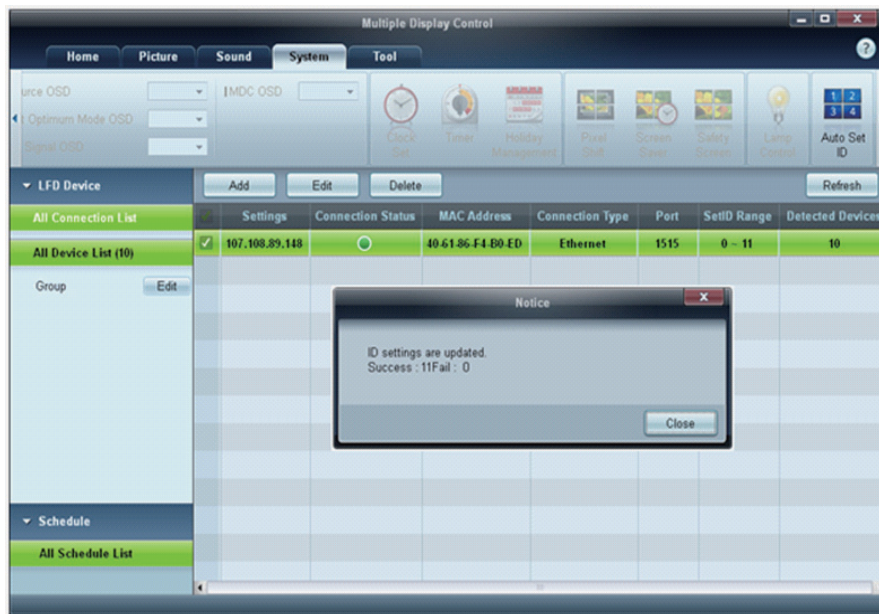 Multiple Display Control
Home Picture Sound System Tool
?
urce OSD
MDC OSD
t Optimum Mode OSD
Signal OSD
Clock Set
Timer
Holiday Management
Pixel Shift
Screen Saver
Safety Screen
Lamp Control
1 2
3 4
Auto Set ID
LFD Device
Add Edit Delete Refresh
All Connection List
Settings Connection Status MAC Address Connection Type Port SetID Range Detected Devices
All Device List (10)
107.108.89.148 40-61-86-F4-B0-ED Ethernet 1515 0 ~ 11 10
Group Edit
Notice
ID settings are updated.
Success : 11Fail : 0
Close
Schedule
All Schedule List